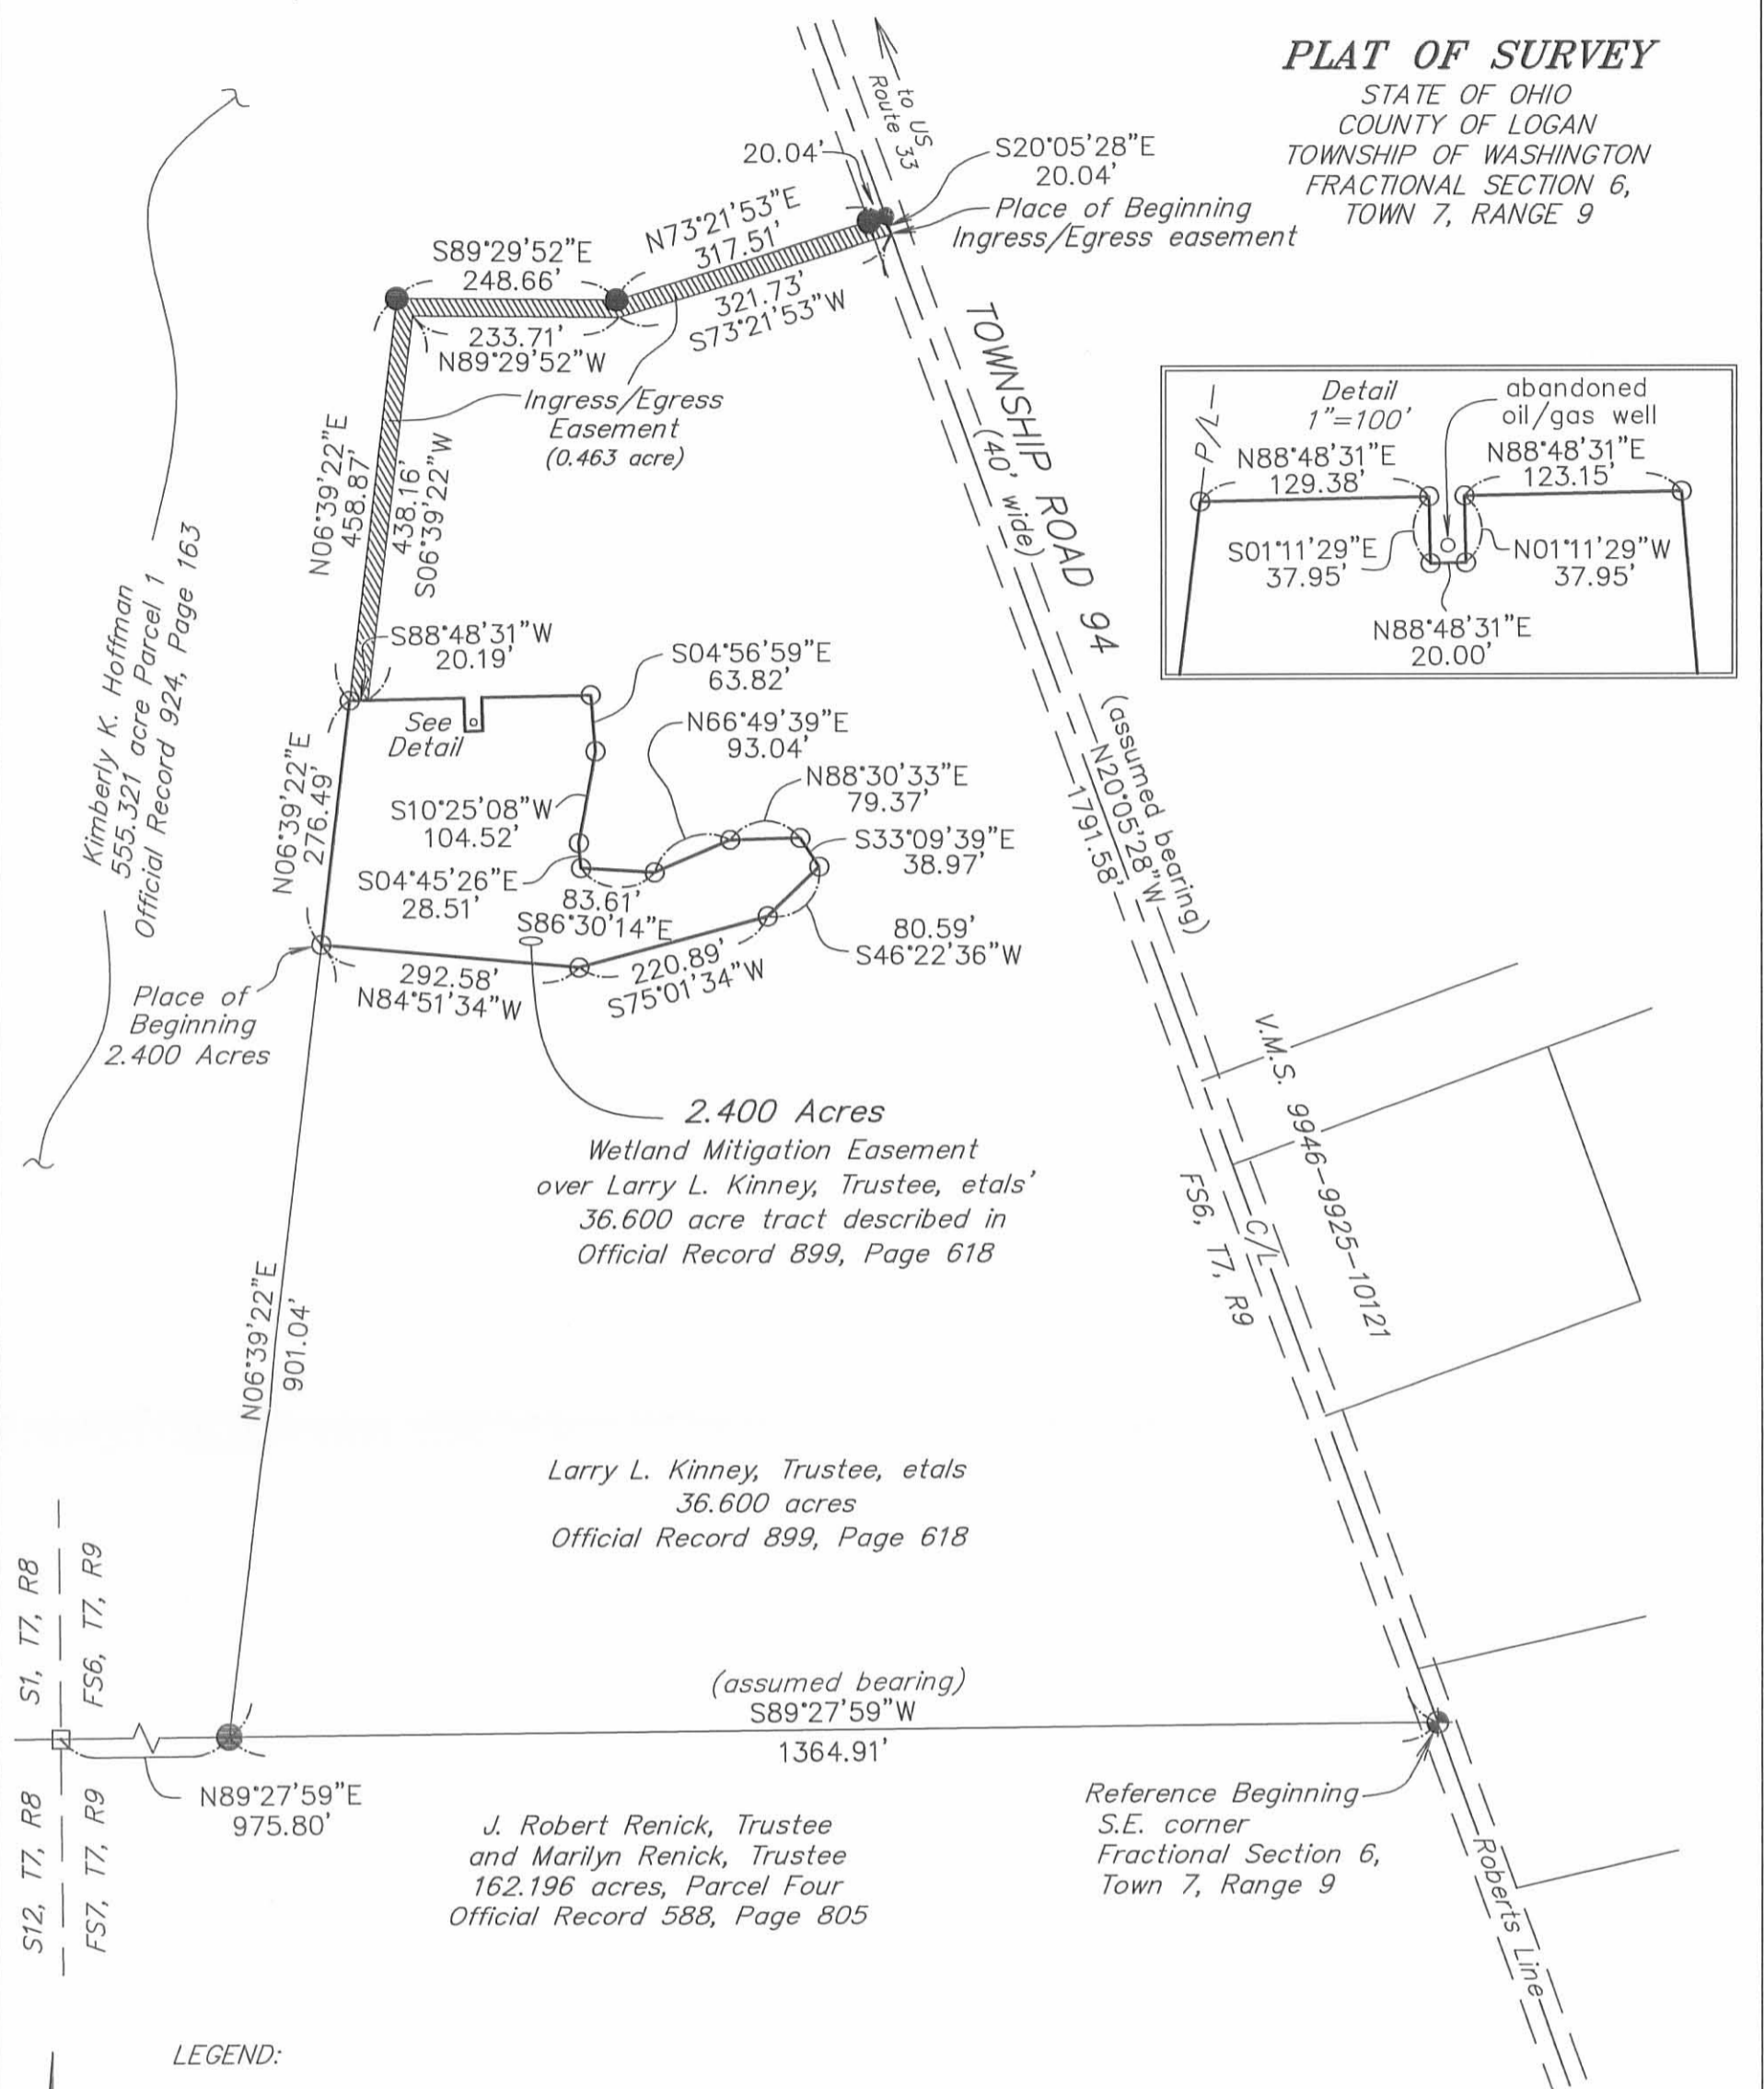 PLAT OF SURVEY
STATE OF OHIO
COUNTY OF LOGAN
TOWNSHIP OF WASHINGTON
FRACTIONAL SECTION 6,
TOWN 7, RANGE 9
to US
Route 33
20.04'
S20°05'28"E
20.04'
Place of Beginning
Ingress/Egress easement
N73°21'53"E
317.51'
321.73'
S73°21'53"W
S89°29'52"E
248.66'
233.71'
N89°29'52"W
Ingress/Egress
Easement
(0.463 acre)
N06°39'22"E
458.87'
438.16'
S06°39'22"W
TOWNSHIP ROAD 94
(40' wide)
Detail
1"=100'
abandoned
oil/gas well
P/L
N88°48'31"E
129.38'
N88°48'31"E
123.15'
S01°11'29"E
37.95'
N01°11'29"W
37.95'
N88°48'31"E
20.00'
Kimberly K. Hoffman
555.321 acre Parcel 1
Official Record 924, Page 163
S88°48'31"W
20.19'
See
Detail
S04°56'59"E
63.82'
N66°49'39"E
93.04'
N88°30'33"E
79.37'
S10°25'08"W
104.52'
S33°09'39"E
38.97'
S04°45'26"E
28.51'
83.61'
S86°30'14"E
80.59'
S46°22'36"W
220.89'
S75°01'34"W
292.58'
N84°51'34"W
N06°39'22"E
276.49'
(assumed bearing)
N20°05'28"W
1791.58'
Place of
Beginning
2.400 Acres
2.400 Acres
Wetland Mitigation Easement
over Larry L. Kinney, Trustee, etals'
36.600 acre tract described in
Official Record 899, Page 618
V.M.S. 9946-9925-10121
FS6, T7, R9
C/L
N06°39'22"E
901.04'
Larry L. Kinney, Trustee, etals
36.600 acres
Official Record 899, Page 618
S1, T7, R8
FS6, T7, R9
S12, T7, R8
FS7, T7, R9
(assumed bearing)
S89°27'59"W
1364.91'
N89°27'59"E
975.80'
J. Robert Renick, Trustee
and Marilyn Renick, Trustee
162.196 acres, Parcel Four
Official Record 588, Page 805
Reference Beginning
S.E. corner
Fractional Section 6,
Town 7, Range 9
Roberts Line
LEGEND: